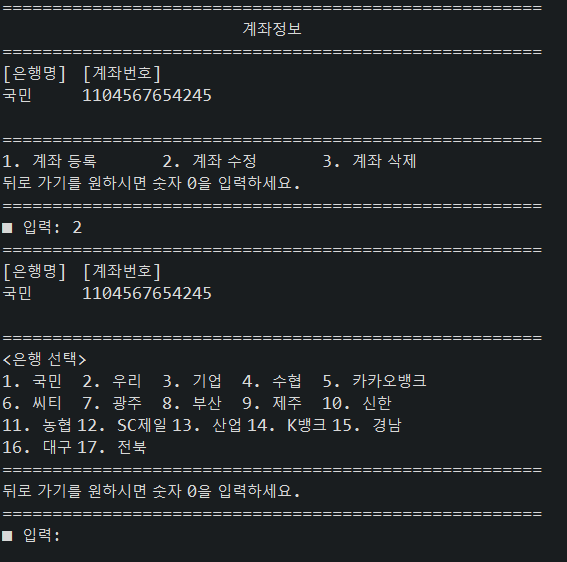 ======================================================
계좌정보
======================================================
[은행명] [계좌번호]
국민 1104567654245
======================================================
1. 계좌 등록 2. 계좌 수정 3. 계좌 삭제
뒤로 가기를 원하시면 숫자 0을 입력하세요.
======================================================
■ 입력: 2
======================================================
[은행명] [계좌번호]
국민 1104567654245
======================================================
<은행 선택>
1. 국민 2. 우리 3. 기업 4. 수협 5. 카카오뱅크
6. 씨티 7. 광주 8. 부산 9. 제주 10. 신한
11. 농협 12. SC제일 13. 산업 14. K뱅크 15. 경남
16. 대구 17. 전북
======================================================
뒤로 가기를 원하시면 숫자 0을 입력하세요.
======================================================
■ 입력: